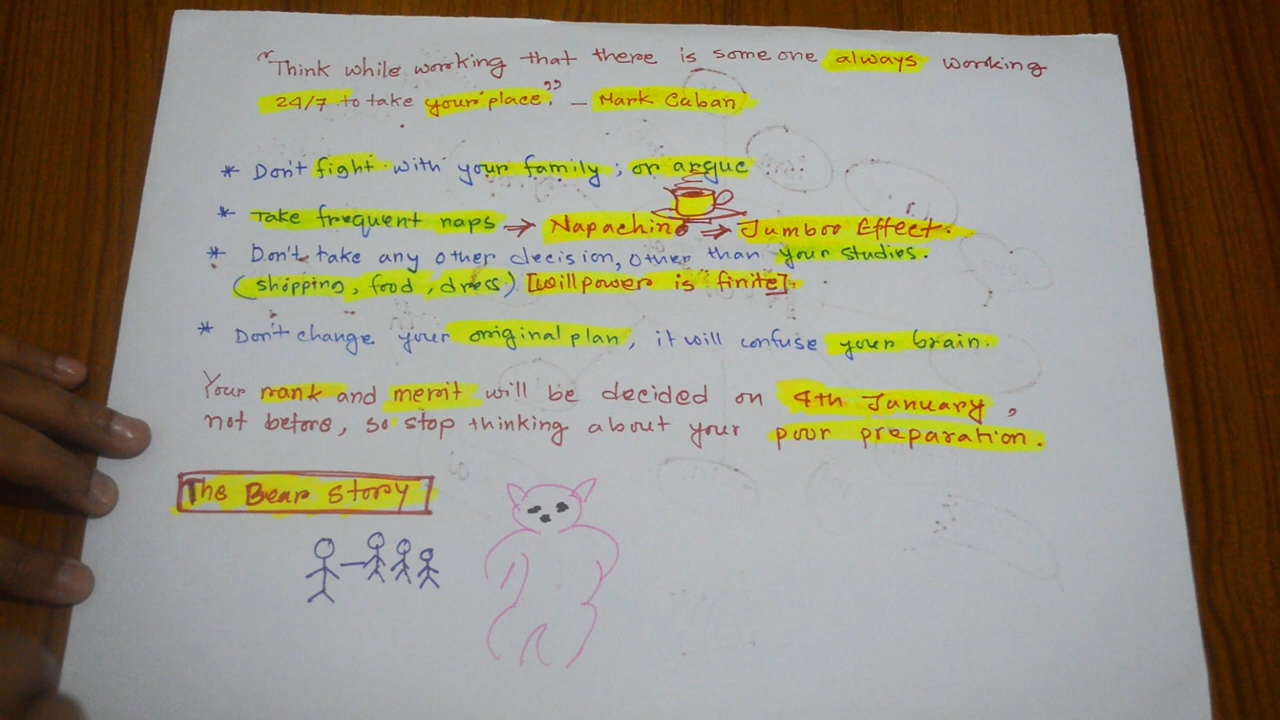 "Think while working that there is some one always working
24/7 to take your place." – Mark Cuban
* Don't fight with your family; or argue
* Take frequent naps → Napachino → Jumboo Effect.
* Don't take any other decision, other than your studies.
(shopping, food, dress) [willpower is finite].
* Don't change your original plan, it will confuse your brain.
Your rank and merit will be decided on 4th January,
not before, so stop thinking about your poor preparation.
The Bear Story